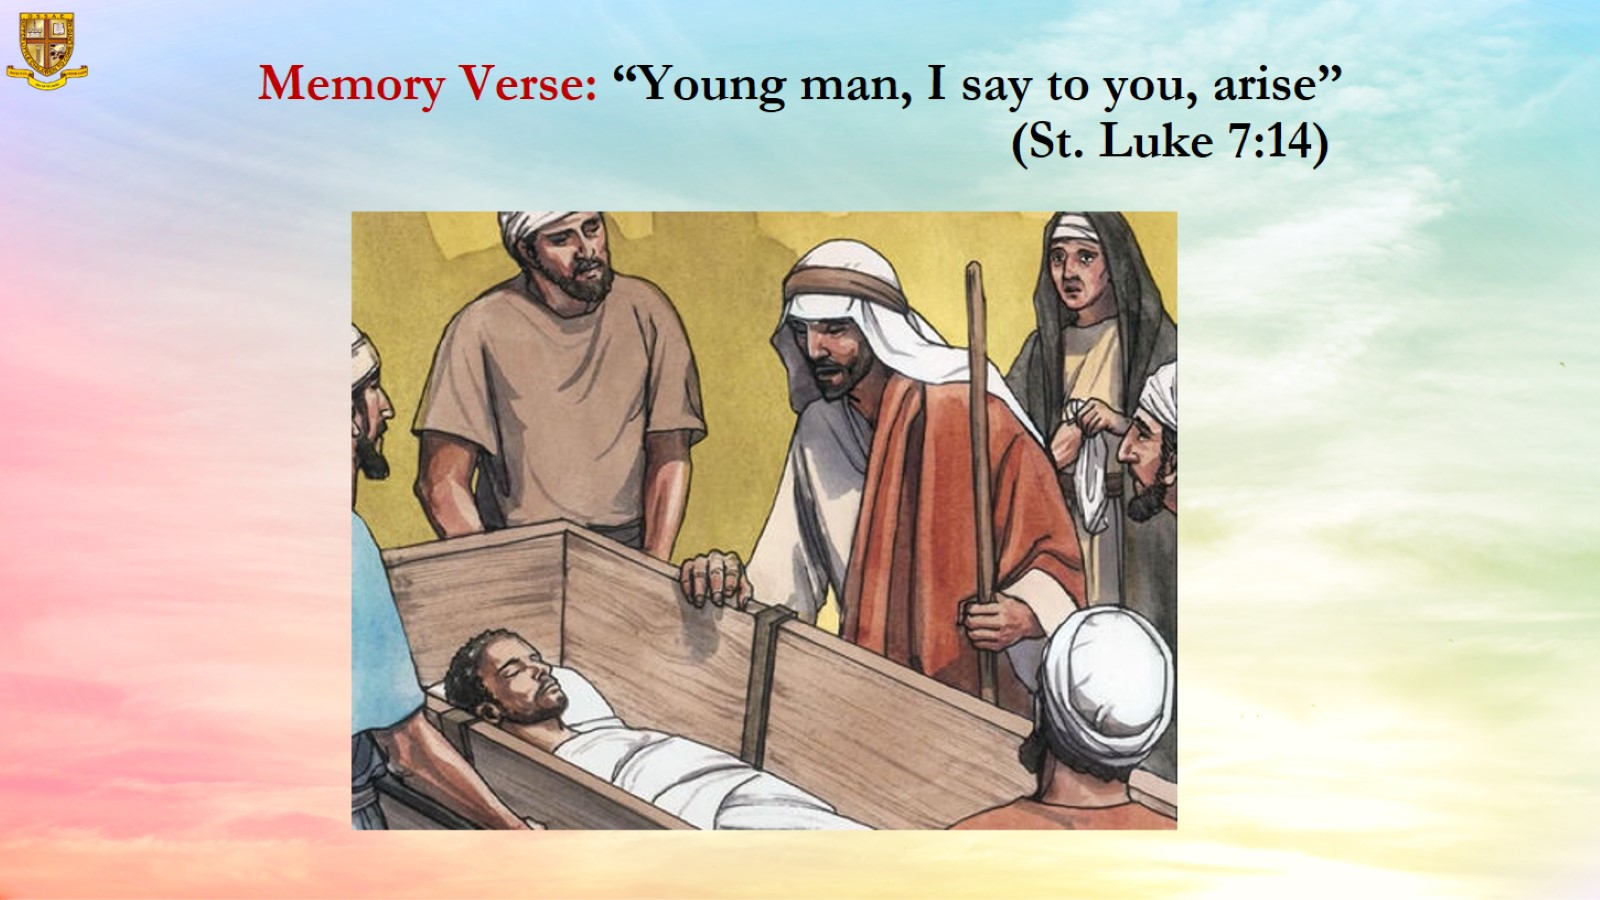 Memory Verse: “Young man, I say to you, arise”
(St. Luke 7:14)